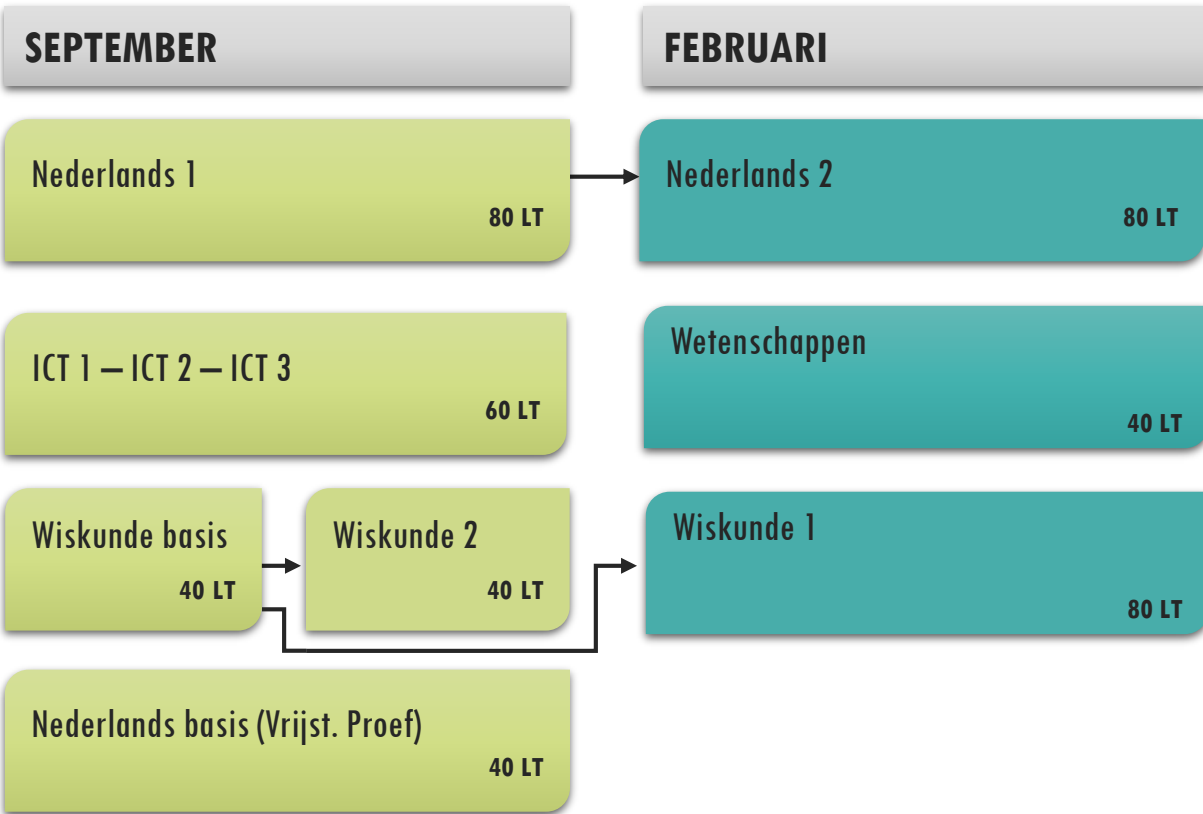 SEPTEMBER
FEBRUARI
Nederlands 1
80 LT
Nederlands 2
80 LT
ICT 1 – ICT 2 – ICT 3
60 LT
Wetenschappen
40 LT
Wiskunde basis
40 LT
Wiskunde 2
40 LT
Wiskunde 1
80 LT
Nederlands basis (Vrijst. Proef)
40 LT